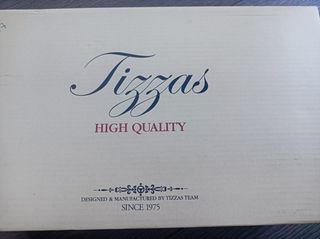 Tizzas
HIGH QUALITY
DESIGNED & MANUFACTURED BY TIZZAS TEAM
SINCE 1975